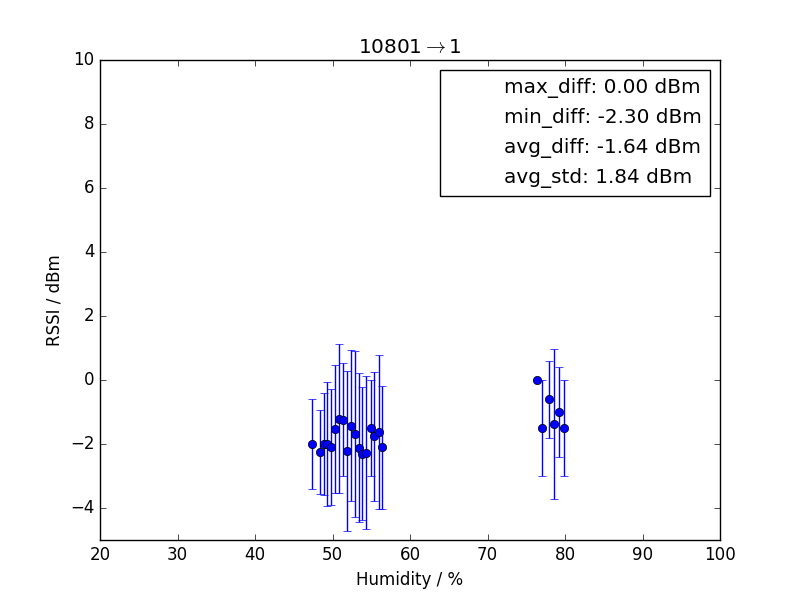 10801→1
max_diff: 0.00 dBm
min_diff: -2.30 dBm
avg_diff: -1.64 dBm
avg_std: 1.84 dBm
RSSI / dBm
10
8
6
4
2
0
−2
−4
20 30 40 50 60 70 80 90 100
Humidity / %